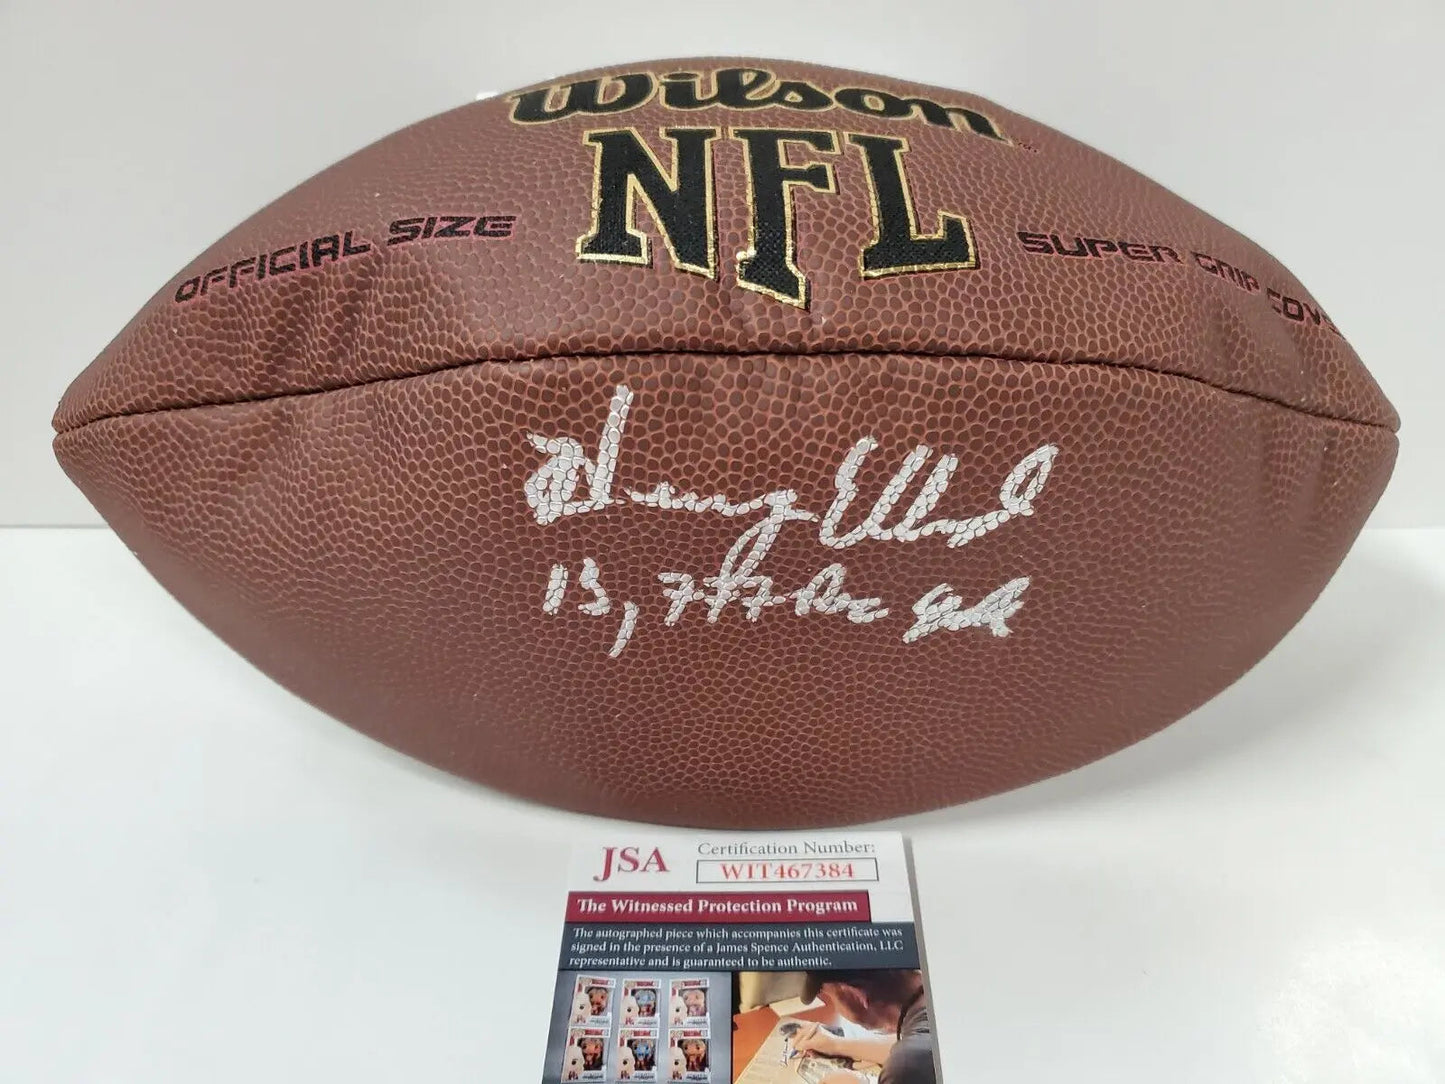 Wilson
NFL
OFFICIAL SIZE
SUPER GRIP COVE
JSA
Certification Number:
WIT467384
The Witnessed Protection Program
The autographed piece which accompanies this certificate was
signed in the presence of a James Spence Authentication, LLC
representative and is guaranteed to be authentic.